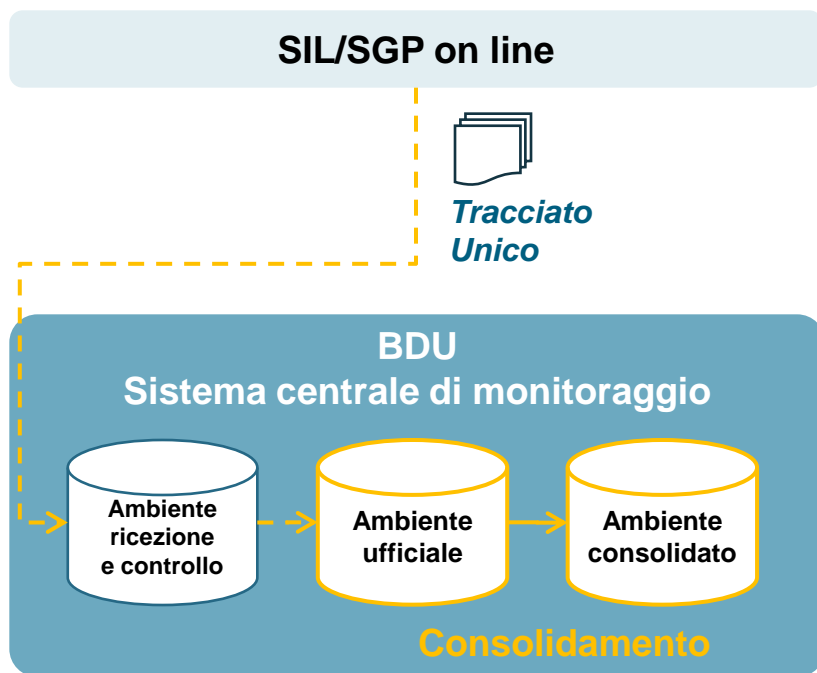 SIL/SGP on line
Tracciato
Unico
BDU
Sistema centrale di monitoraggio
Ambiente
ricezione
e controllo
Ambiente
ufficiale
Ambiente
consolidato
Consolidamento